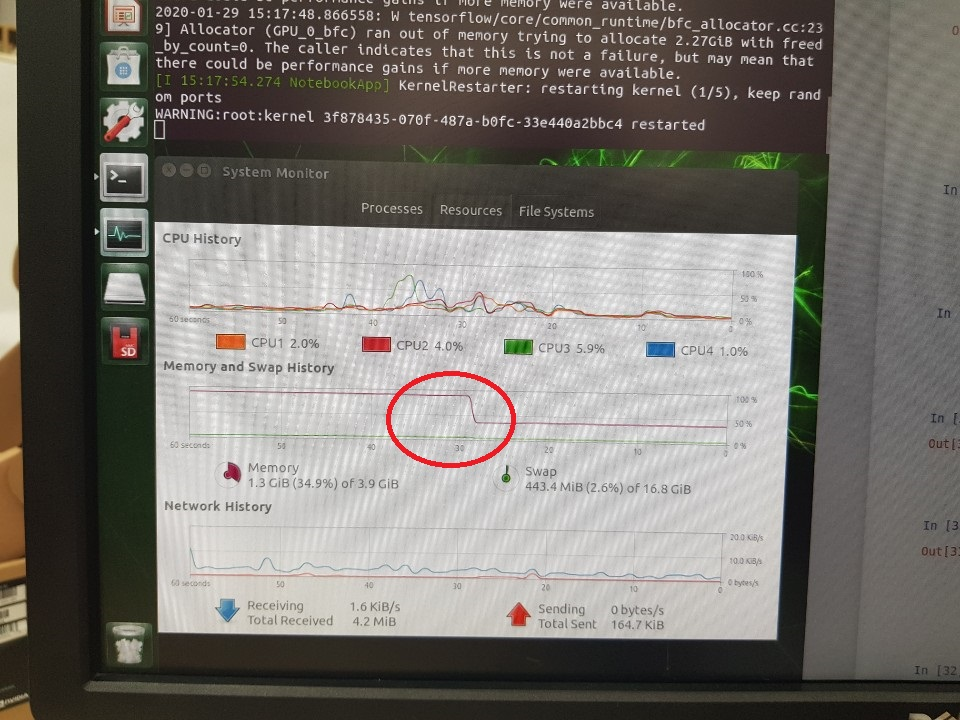 gains if more memory were available.
2020-01-29 15:17:48.866558: W tensorflow/core/common_runtime/bfc_allocator.cc:23
9] Allocator (GPU_0_bfc) ran out of memory trying to allocate 2.27GiB with freed
_by_count=0. The caller indicates that this is not a failure, but may mean that
there could be performance gains if more memory were available.
[I 15:17:54.274 NotebookApp] KernelRestarter: restarting kernel (1/5), keep rand
om ports
WARNING:root:kernel 3f878435-070f-487a-b0fc-33e440a2bbc4 restarted
System Monitor
Processes Resources File Systems
CPU History
100 %
50 %
0 %
60 seconds 50 40 30 20 10 0
CPU1 2.0% CPU2 4.0% CPU3 5.9% CPU4 1.0%
Memory and Swap History
100 %
50 %
0 %
60 seconds 50 40 30 20 10 0
Memory
1.3 GiB (34.9%) of 3.9 GiB
Swap
443.4 MiB (2.6%) of 16.8 GiB
Network History
20.0 KiB/s
10.0 KiB/s
0 bytes/s
60 seconds 50 40 30 20 10 0
Receiving 1.6 KiB/s
Total Received 4.2 MiB
Sending 0 bytes/s
Total Sent 164.7 KiB
SD
In
In
In [
Out[
In [3
Out[3
In [32